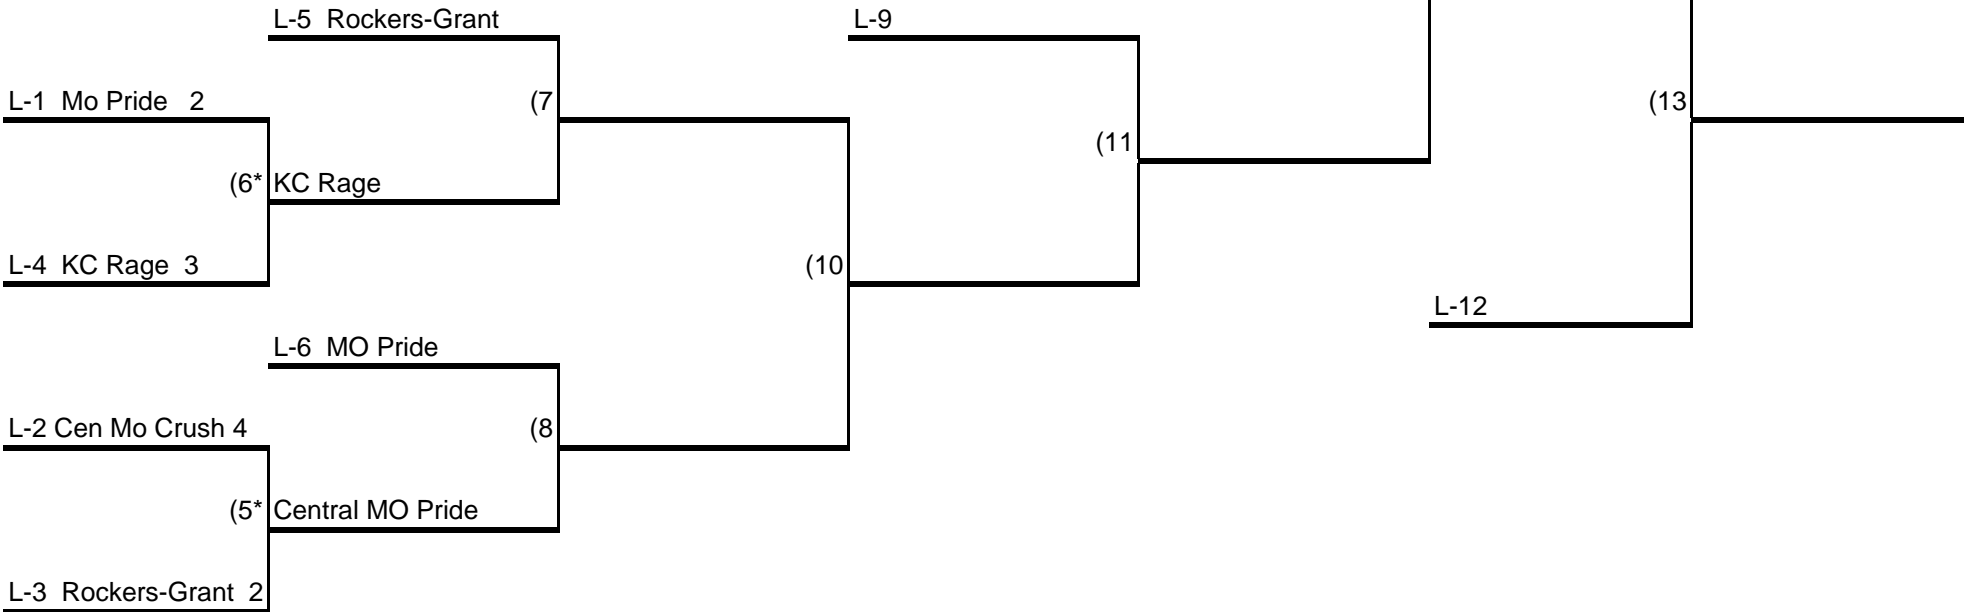 L-5 Rockers-Grant
L-9
L-1 Mo Pride 2
(7
(13
(11
(6* KC Rage
L-4 KC Rage 3
(10
L-12
L-6 MO Pride
L-2 Cen Mo Crush 4
(8
(5* Central MO Pride
L-3 Rockers-Grant 2